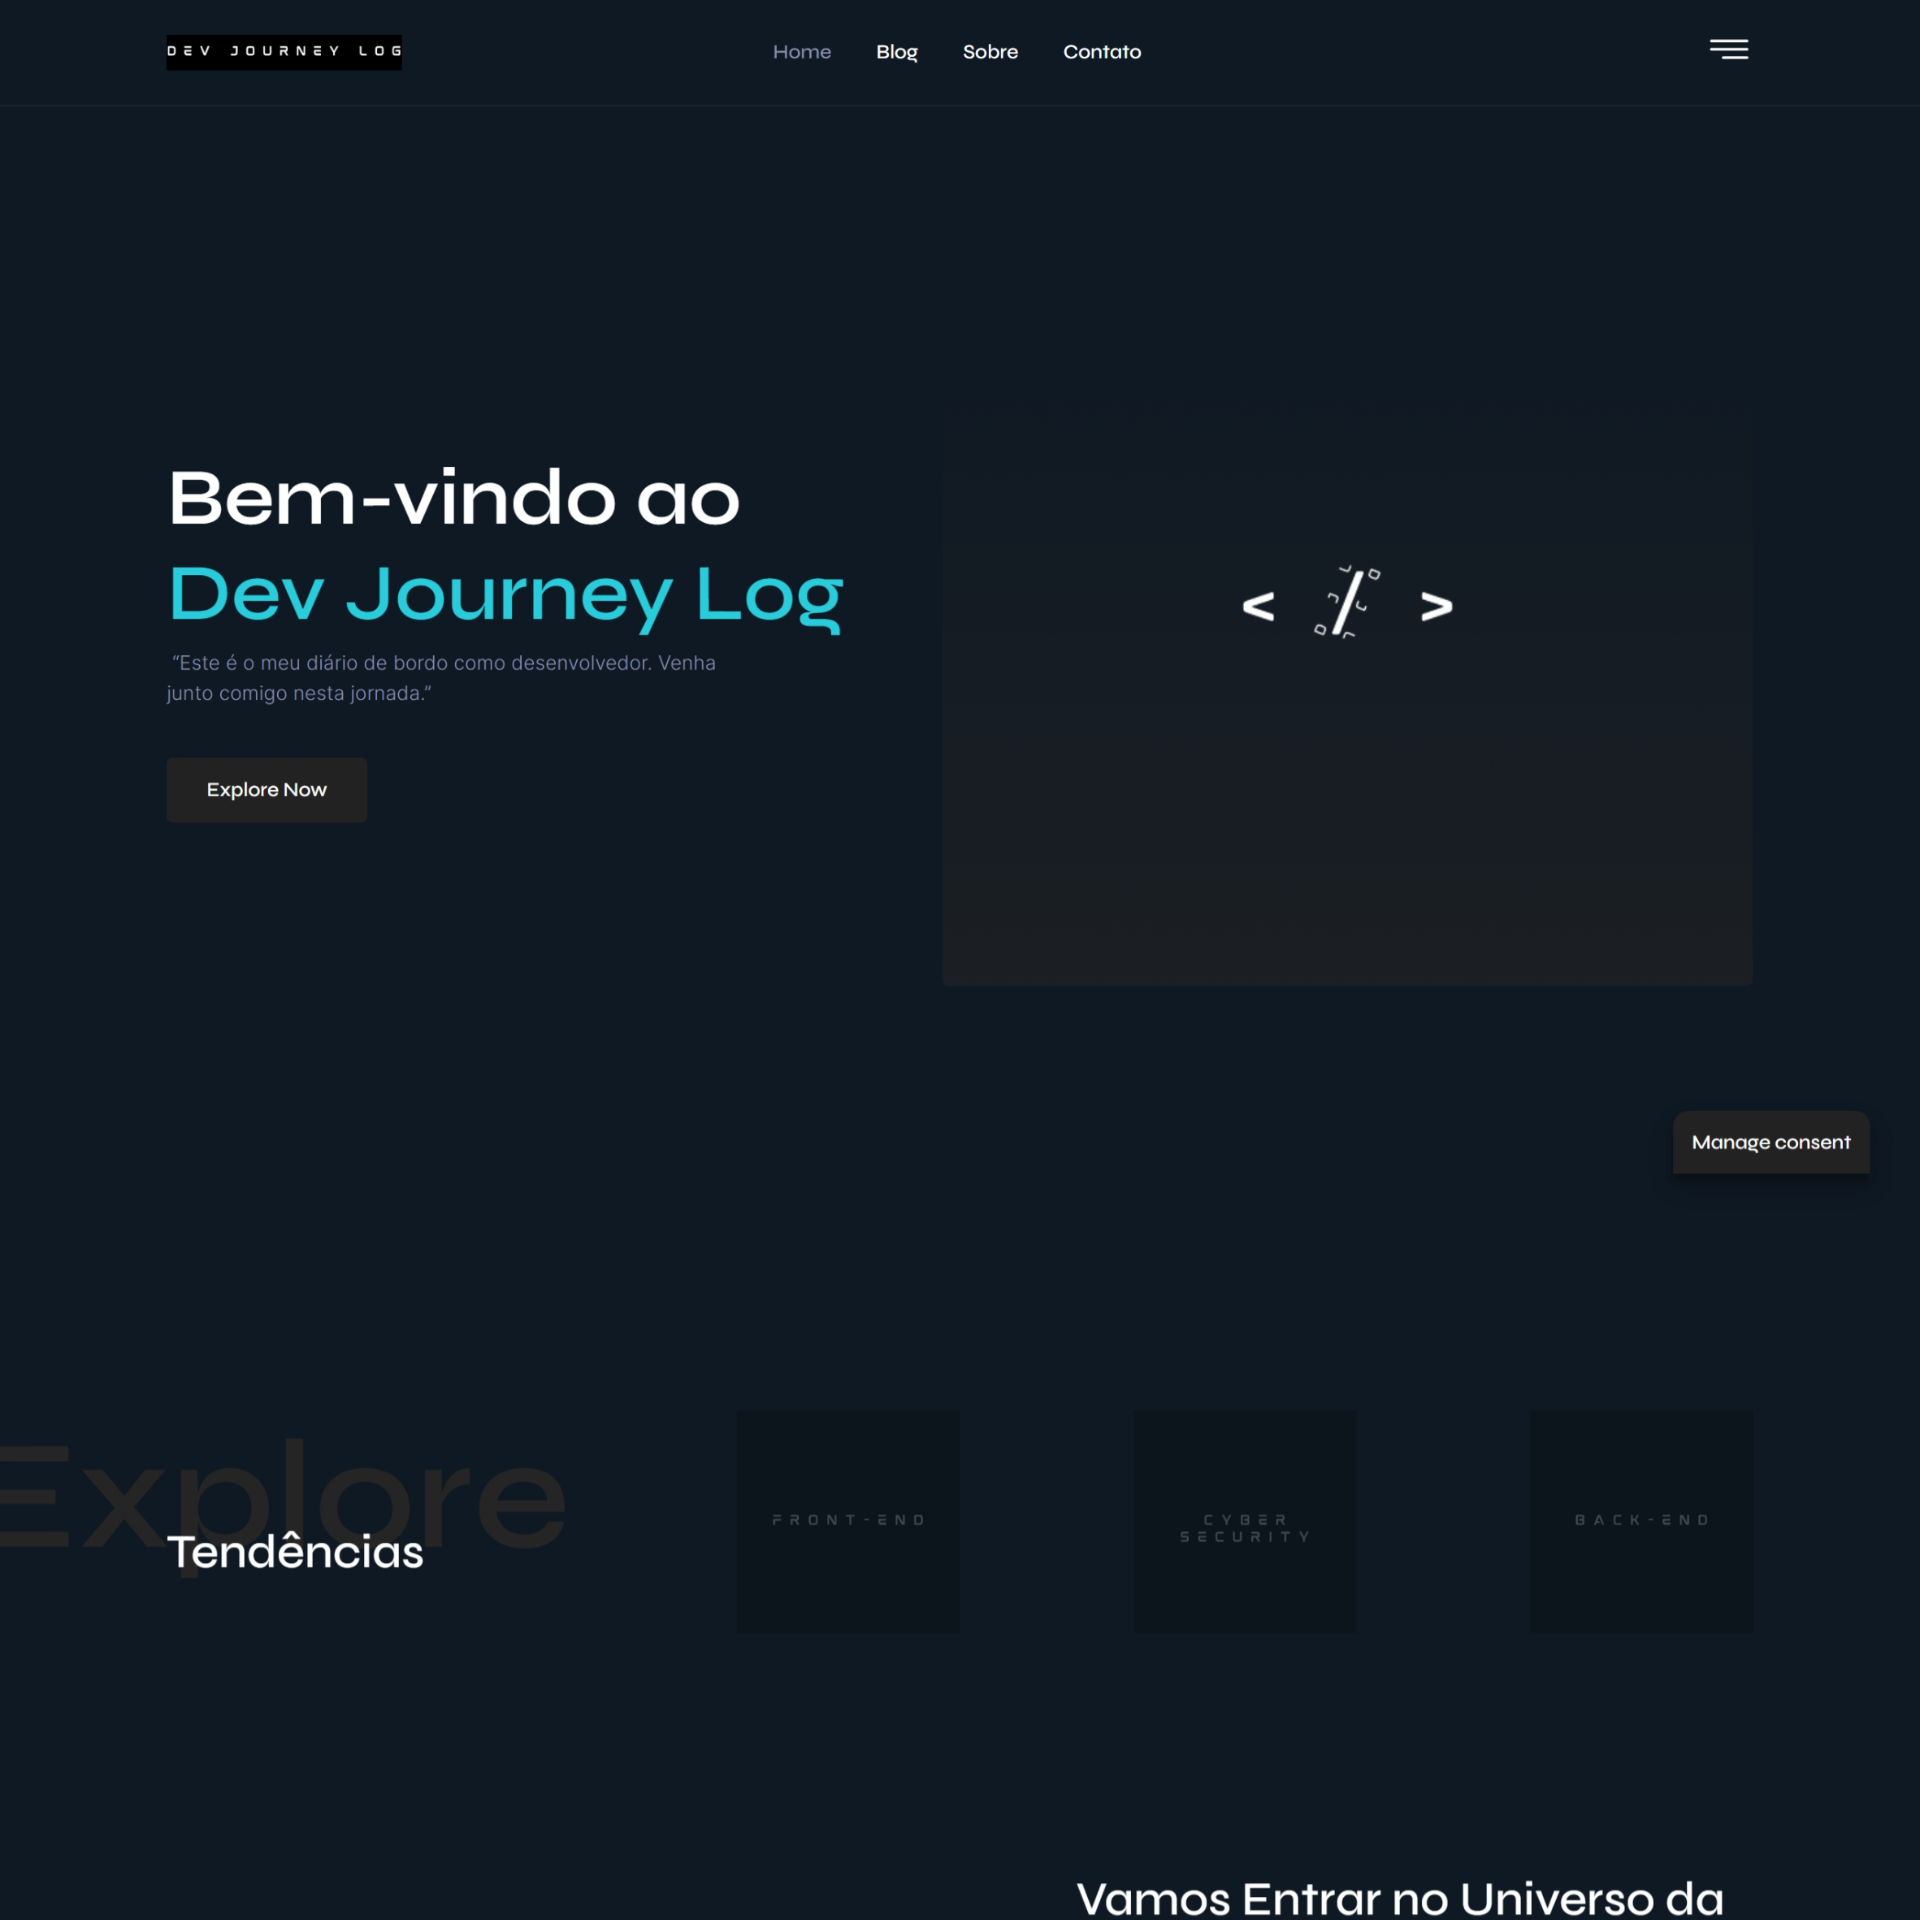 DEV JOURNEY LOG
Home Blog Sobre Contato
Bem-vindo ao
Dev Journey Log
“Este é o meu diário de bordo como desenvolvedor. Venha
junto comigo nesta jornada.”
Explore Now
< / >
Manage consent
Explore
Tendências
FRONT-END
CYBER
SECURITY
BACK-END
Vamos Entrar no Universo da